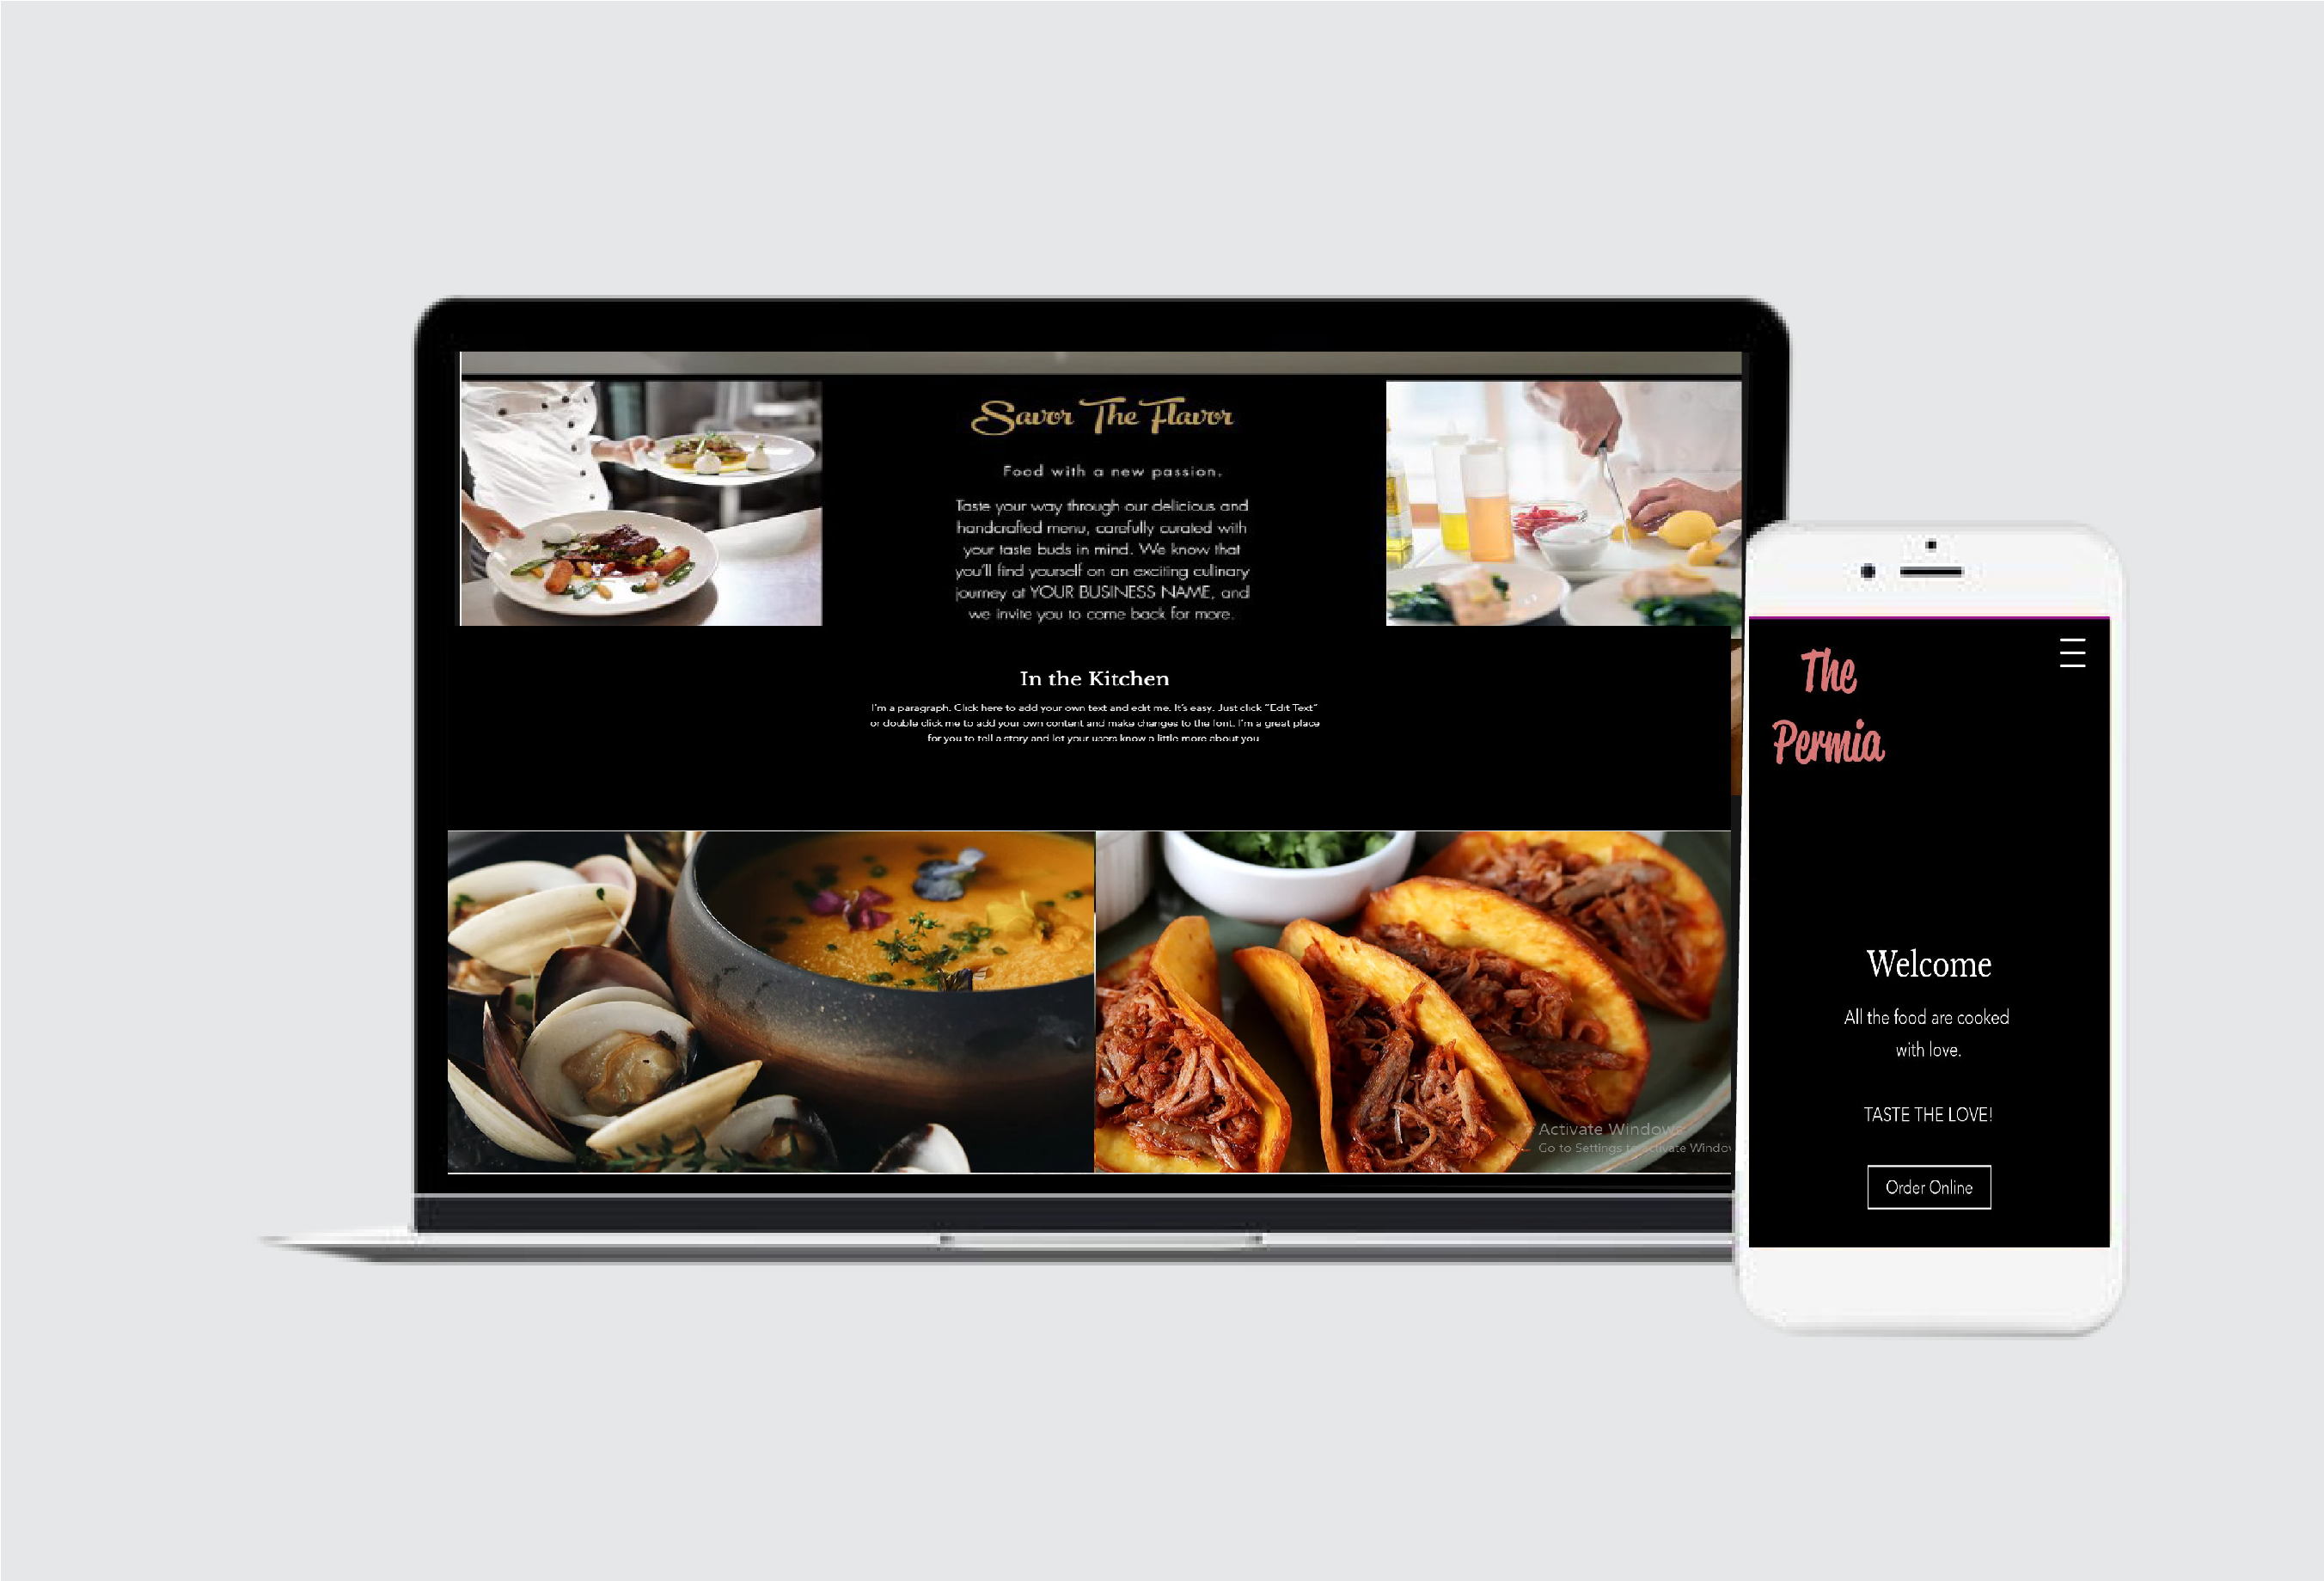 Savor The Flavor
Food with a new passion.
Taste your way through our delicious and
handcrafted menu, carefully curated with
your taste buds in mind. We know that
you'll find yourself on an exciting culinary
journey at YOUR BUSINESS NAME, and
we invite you to come back for more.
In the Kitchen
I'm a paragraph. Click here to add your own text and edit me. It's easy. Just click "Edit Text"
or double click me to add your own content and make changes to the font. I'm a great place
for you to tell a story and let your users know a little more about you
Activate Windows
Go to Settings to activate Windov
The
Permia
Welcome
All the food are cooked
with love.
TASTE THE LOVE!
Order Online